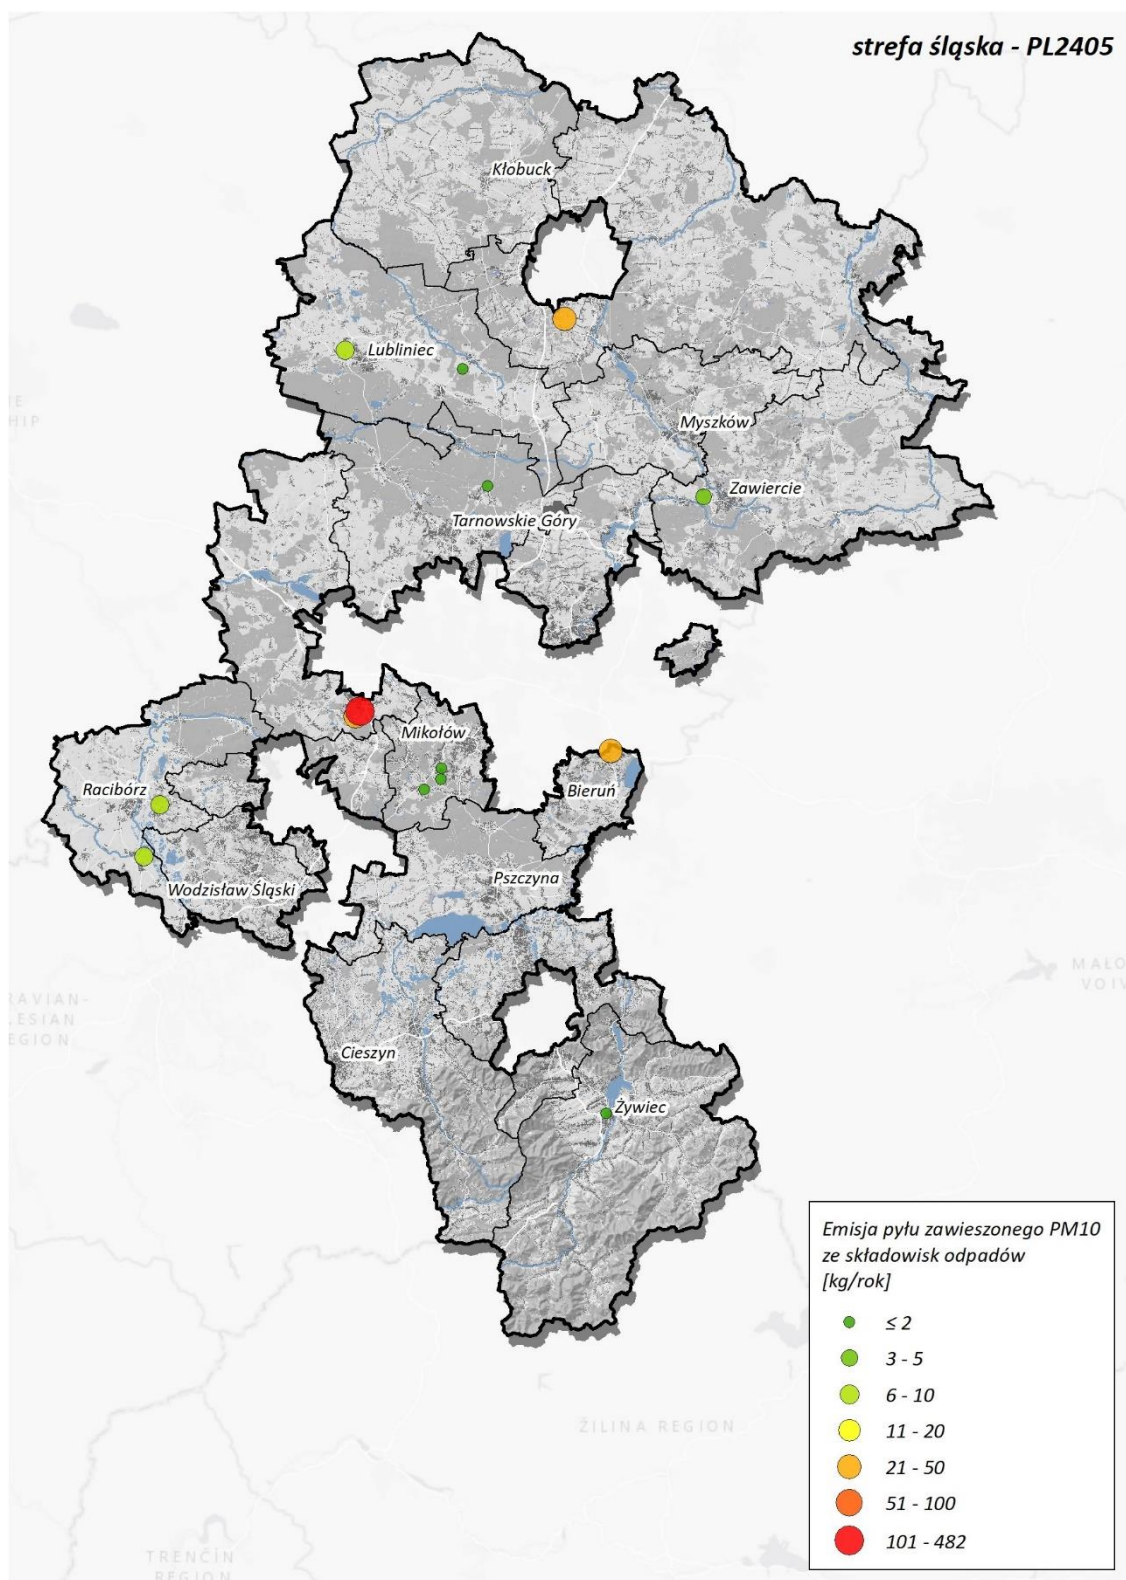 strefa śląska - PL2405
Kłobuck
Lubliniec
Myszków
Zawiercie
Tarnowskie Góry
Mikołów
Racibórz
Bieruń
Pszczyna
Wodzisław Śląski
MAŁO
VOIV
RAVIAN-
LESIAN
REGION
Cieszyn
Żywiec
Emisja pyłu zawieszonego PM10
ze składowisk odpadów
[kg/rok]
≤ 2
3 - 5
6 - 10
11 - 20
21 - 50
51 - 100
101 - 482
ŽILINA REGION
TRENČÍN
REGION